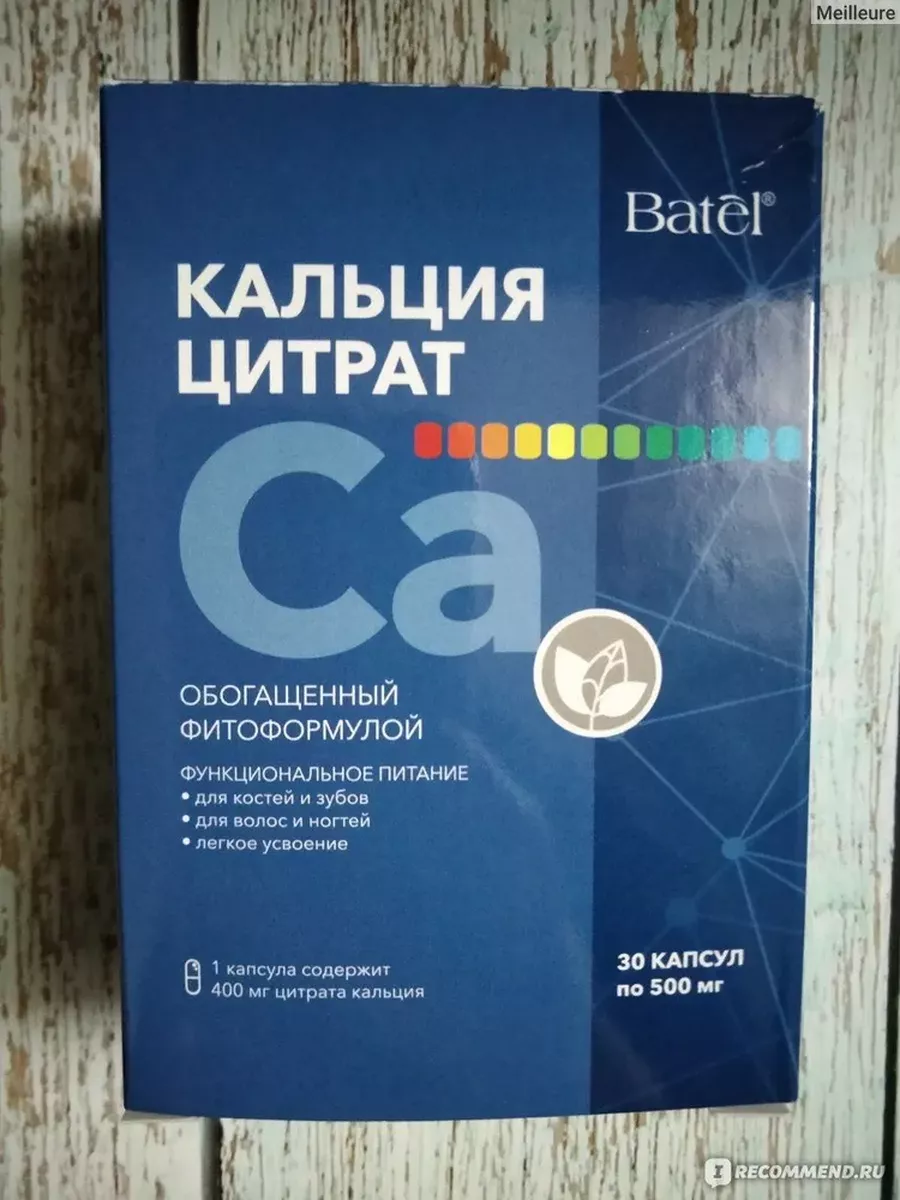 Meilleure
Batēl®
КАЛЬЦИЯ
ЦИТРАТ
Ca
ОБОГАЩЕННЫЙ
ФИТОФОРМУЛОЙ
ФУНКЦИОНАЛЬНОЕ ПИТАНИЕ
• для костей и зубов
• для волос и ногтей
• легкое усвоение
1 капсула содержит
400 мг цитрата кальция
30 КАПСУЛ
по 500 мг
I RECOMMEND.RU